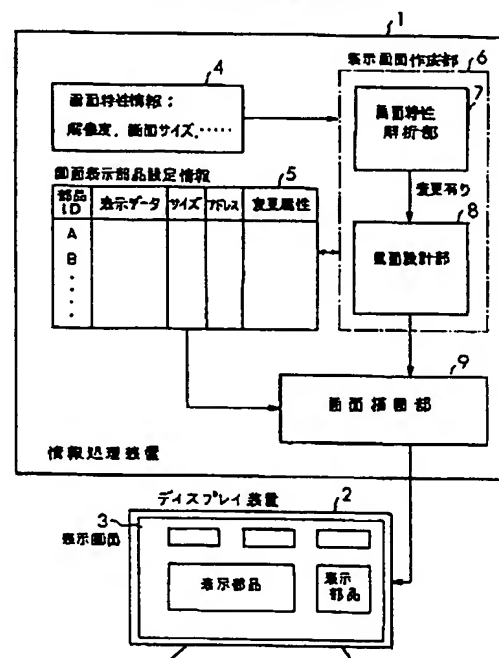 1
4
表示画面作成部 6
画面特性情報：
解像度，画面サイズ，‥‥‥
画面特性
解析部
7
画面表示部品設定情報
5
変更有り
部品
ID
表示データ
サイズ
アドレス
変更属性
A
B
8
画面設計部
9
画面描画部
情報処理装置
ディスプレイ装置
2
3
表示画面
表示部品
表示
部品